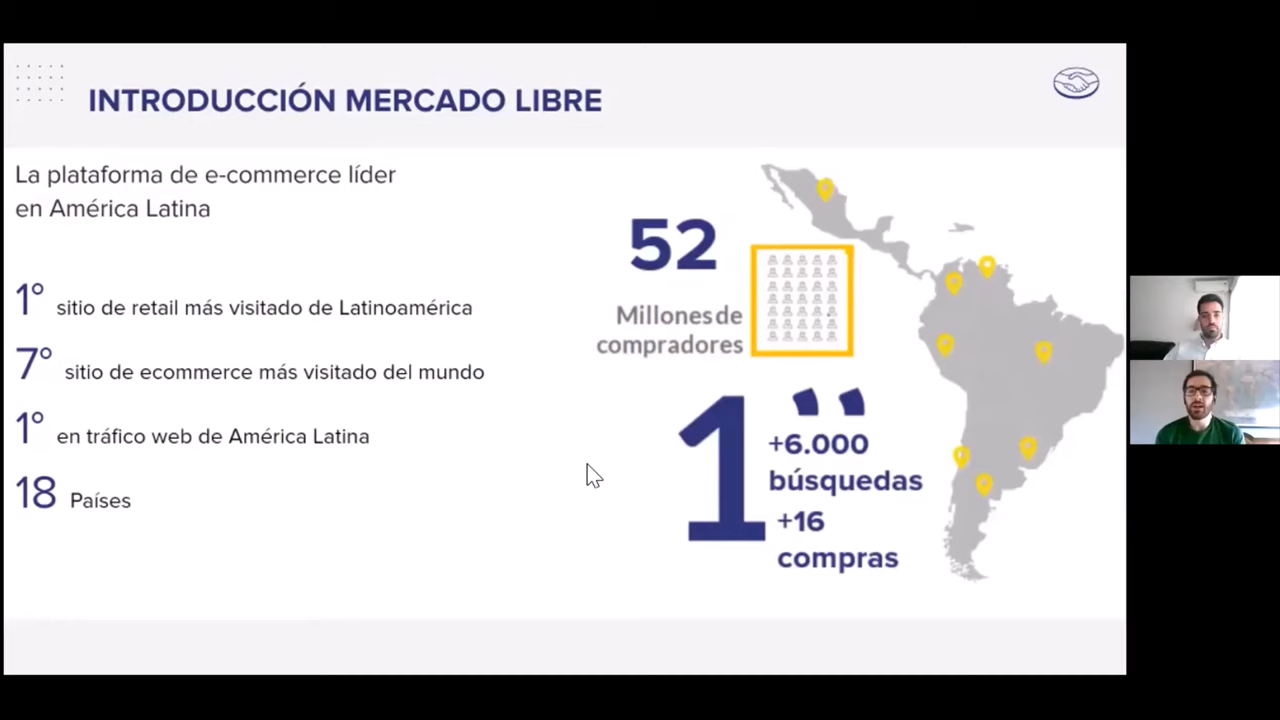 INTRODUCCIÓN MERCADO LIBRE
La plataforma de e-commerce líder
en América Latina
1° sitio de retail más visitado de Latinoamérica
7° sitio de ecommerce más visitado del mundo
1° en tráfico web de América Latina
18 Países
52
Millones de
compradores
1''
+6.000
búsquedas
+16
compras